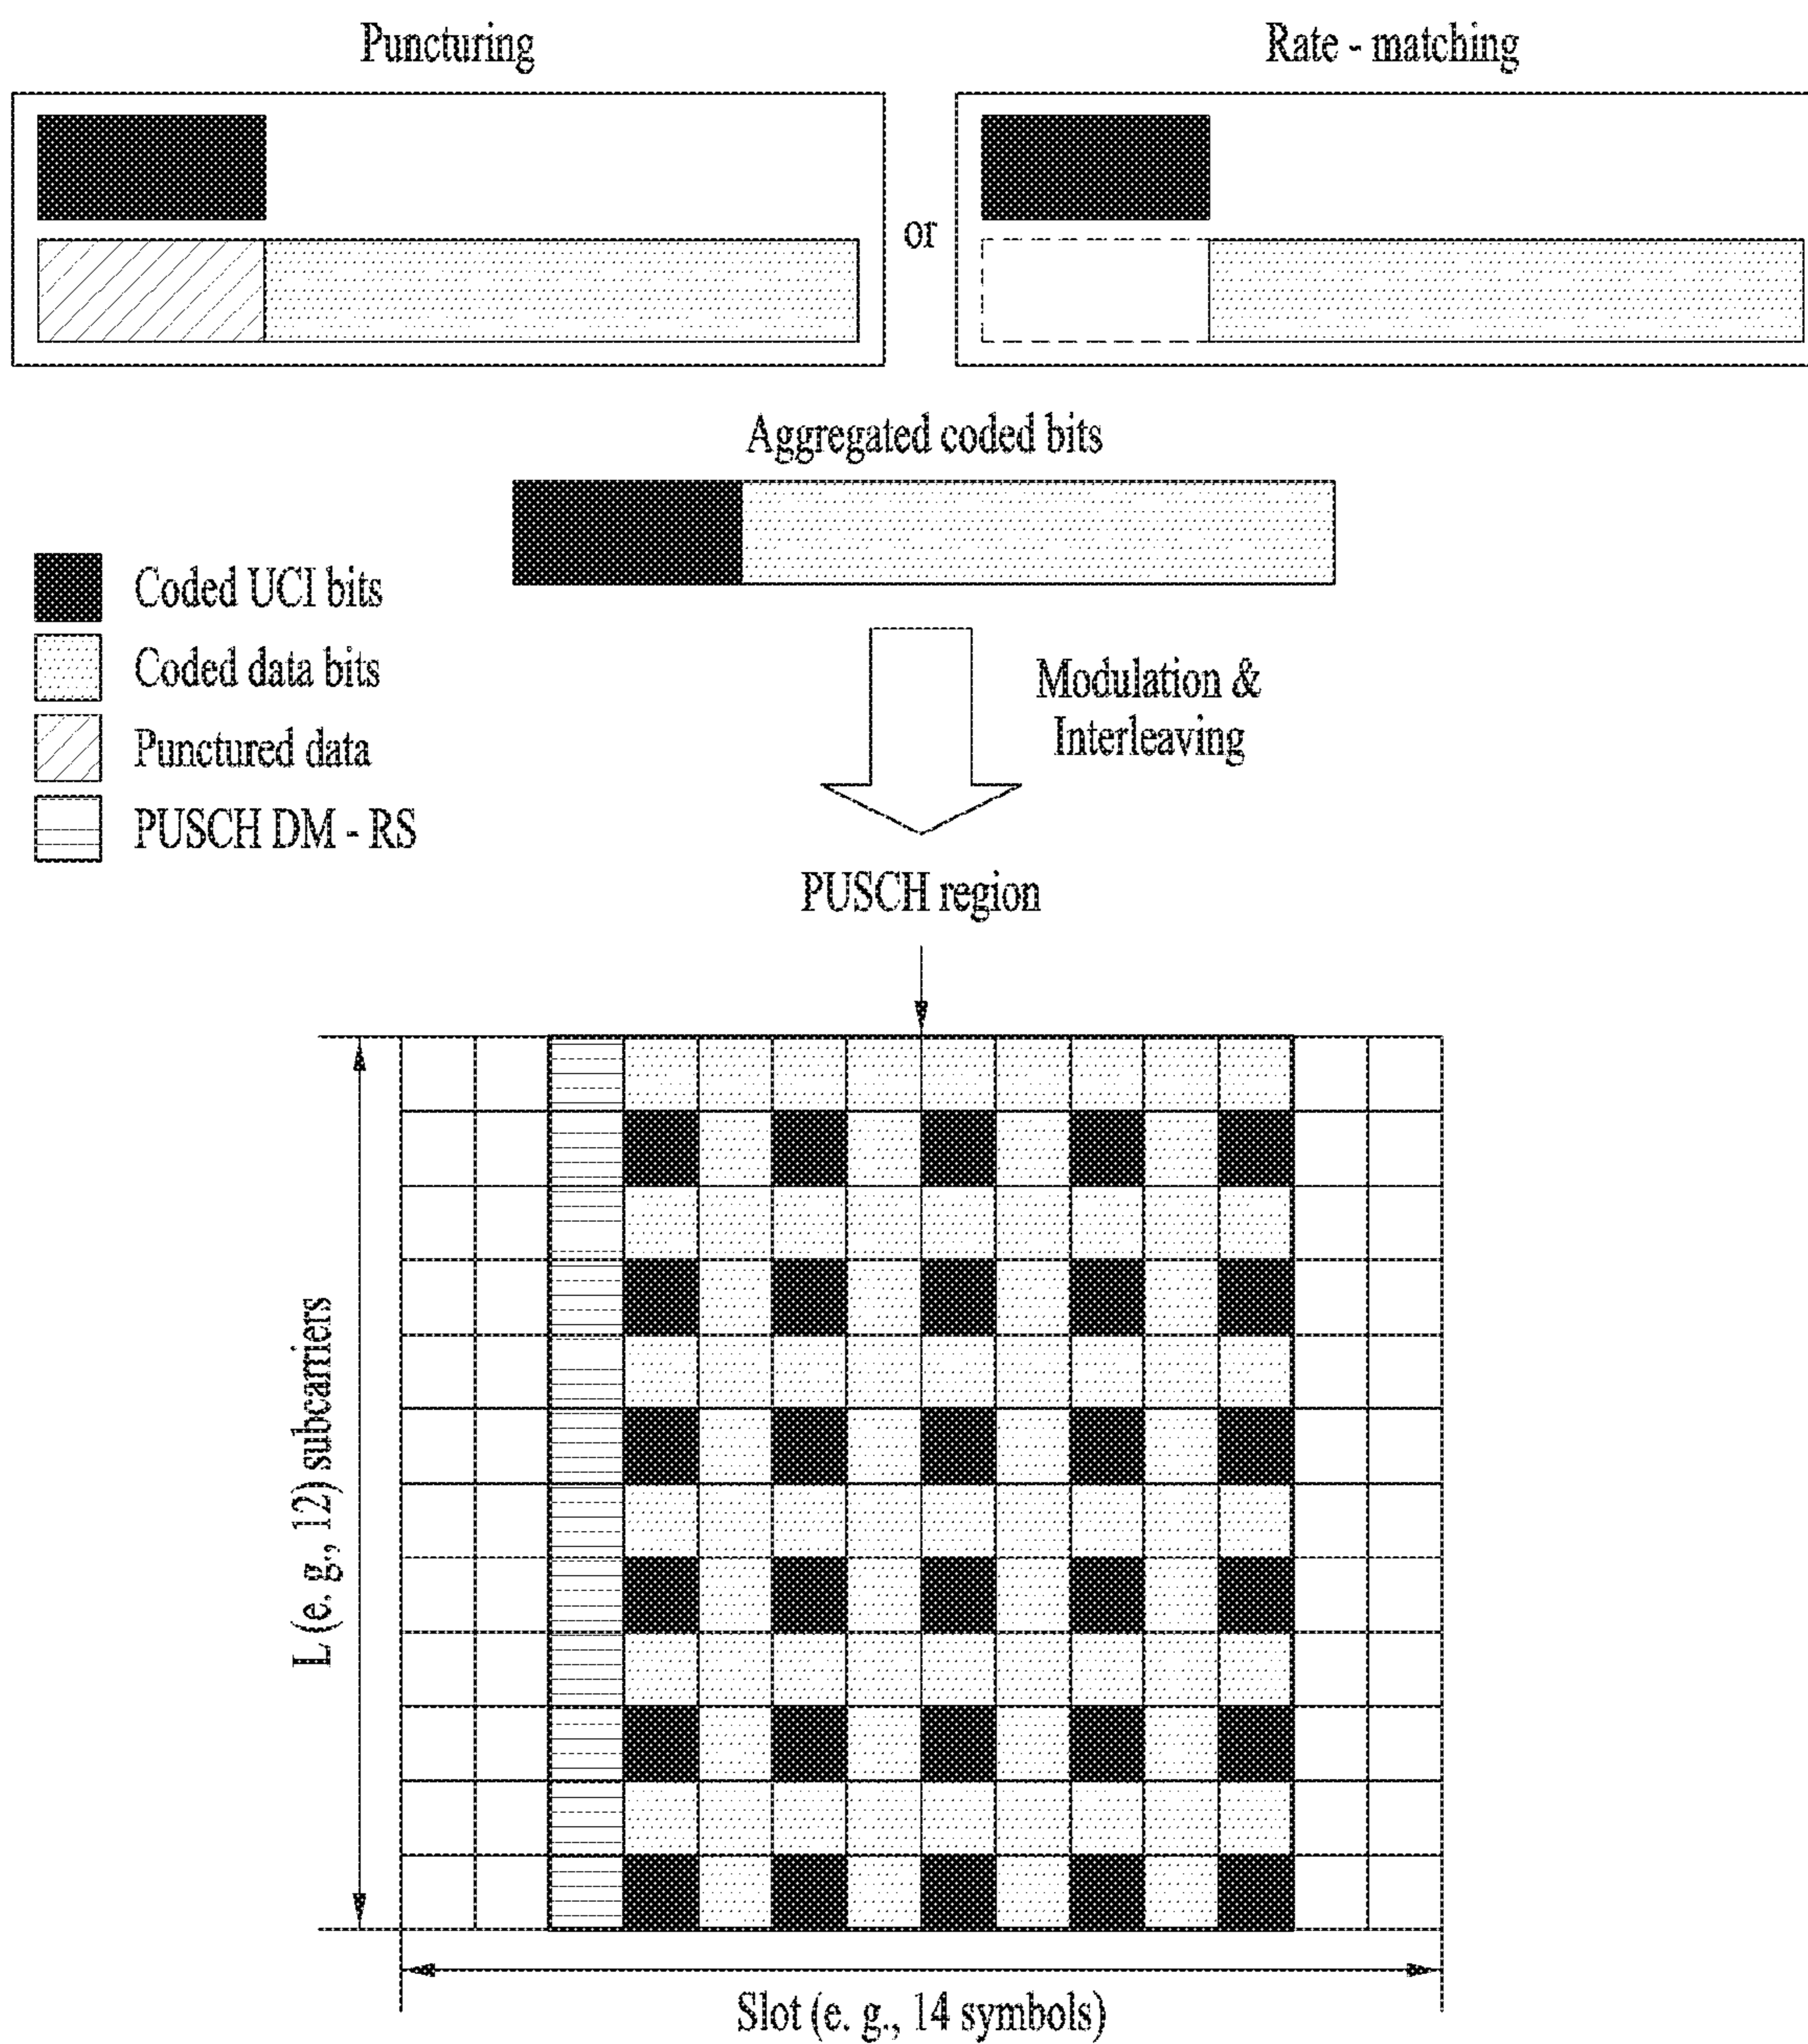 Puncturing
Rate - matching
or
Aggregated coded bits
Coded UCI bits
Coded data bits
Punctured data
PUSCH DM - RS
Modulation &
Interleaving
PUSCH region
L (e. g., 12) subcarriers
Slot (e. g., 14 symbols)